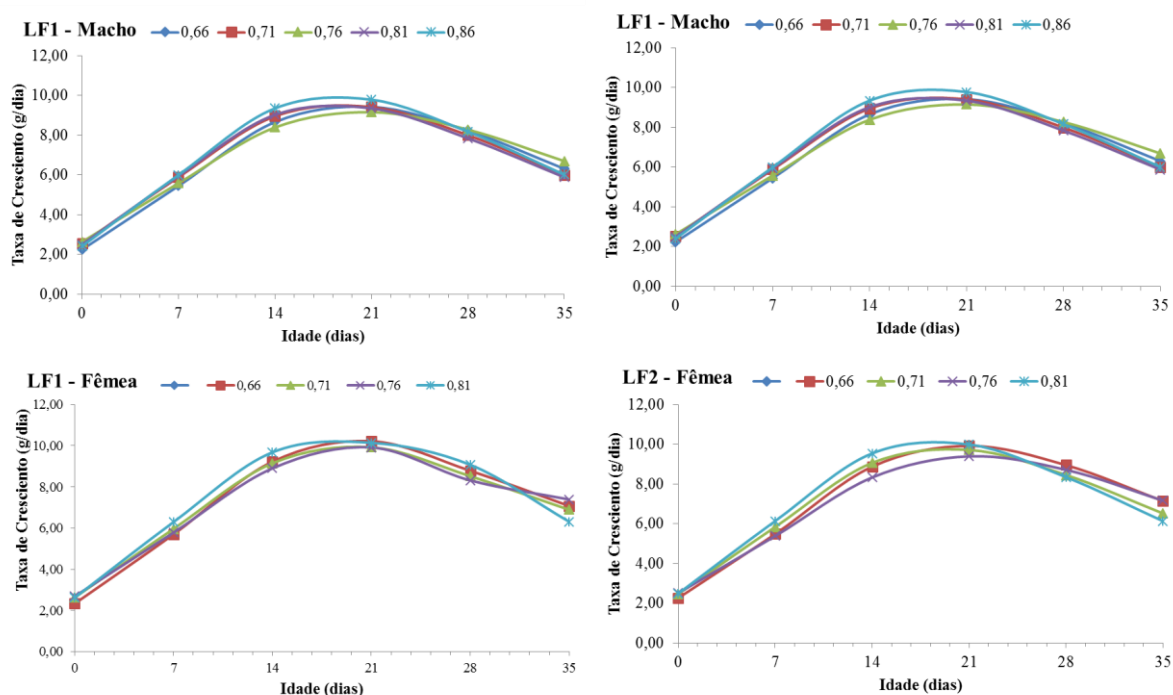 LF1 - Macho 0,66 0,71 0,76 0,81 0,86
Taxa de Cresciento (g/dia)
12,00
10,00
8,00
6,00
4,00
2,00
0,00
0 7 14 21 28 35
Idade (dias)
LF1 - Macho 0,66 0,71 0,76 0,81 0,86
Taxa de Cresciento (g/dia)
12,00
10,00
8,00
6,00
4,00
2,00
0,00
0 7 14 21 28 35
Idade (dias)
LF1 - Fêmea 0,66 0,71 0,76 0,81
Taxa de Cresciento (g/dia)
12,00
10,00
8,00
6,00
4,00
2,00
0,00
0 7 14 21 28 35
Idade (dias)
LF2 - Fêmea 0,66 0,71 0,76 0,81
Taxa de Cresciento (g/dia)
12,00
10,00
8,00
6,00
4,00
2,00
0,00
0 7 14 21 28 35
Idade (dias)